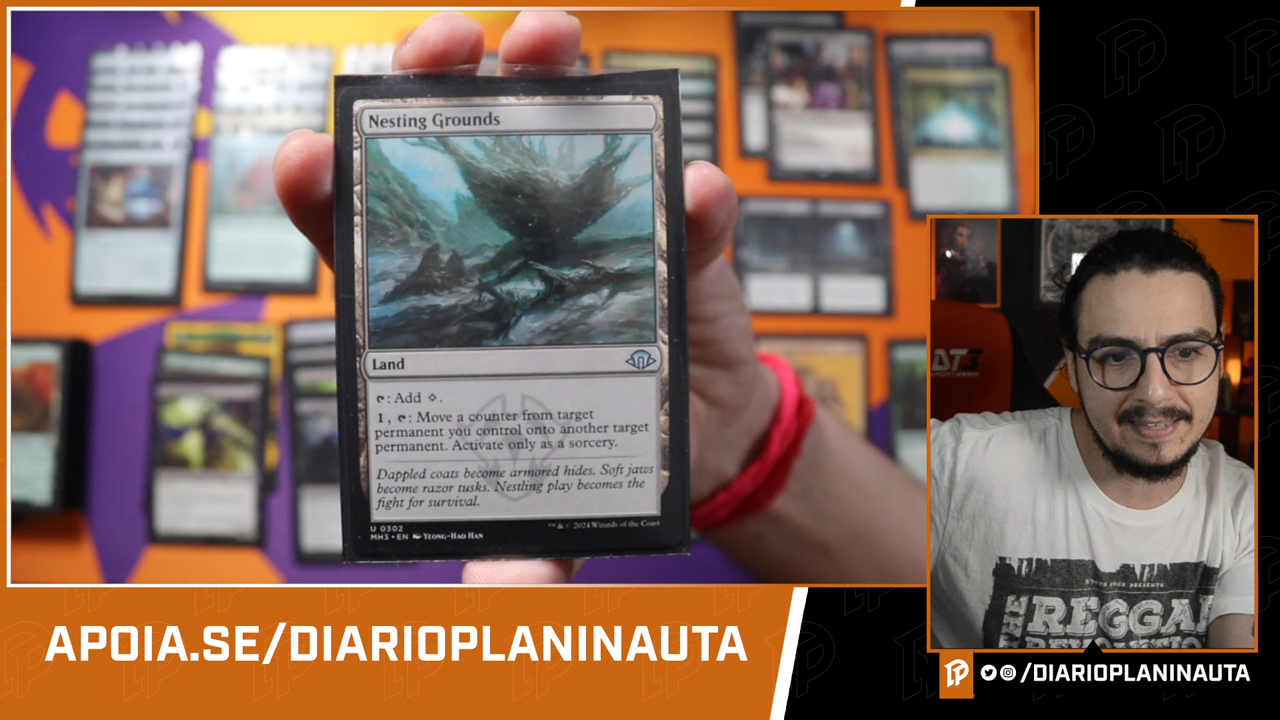 Nesting Grounds
Land
: Add .
1, : Move a counter from target
permanent you control onto another target
permanent. Activate only as a sorcery.
Dappled coats become armored hides. Soft jaws
become razor tusks. Nestling play becomes the
fight for survival.
U 0302
MH3 • EN YEONG-HAO HAN
™ & © 2024 Wizards of the Coast
DT3
PRESENTS
REGGAE
APOIA.SE/DIARIOPLANINAUTA
/DIARIOPLANINAUTA